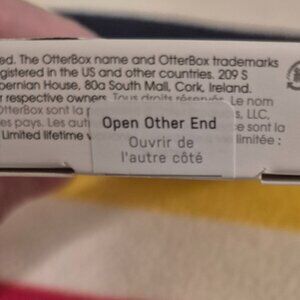 ed. The OtterBox name and OtterBox trademarks
egistered in the US and other countries. 209 S
bernian House, 80a South Mall, Cork, Ireland.
r respective owners. Tous droits réservés. Le nom
OtterBox sont la s, LLC,
es pays. Les ce sont la
Limited lifetime imitée :
Open Other End
Ouvrir de
l'autre côté